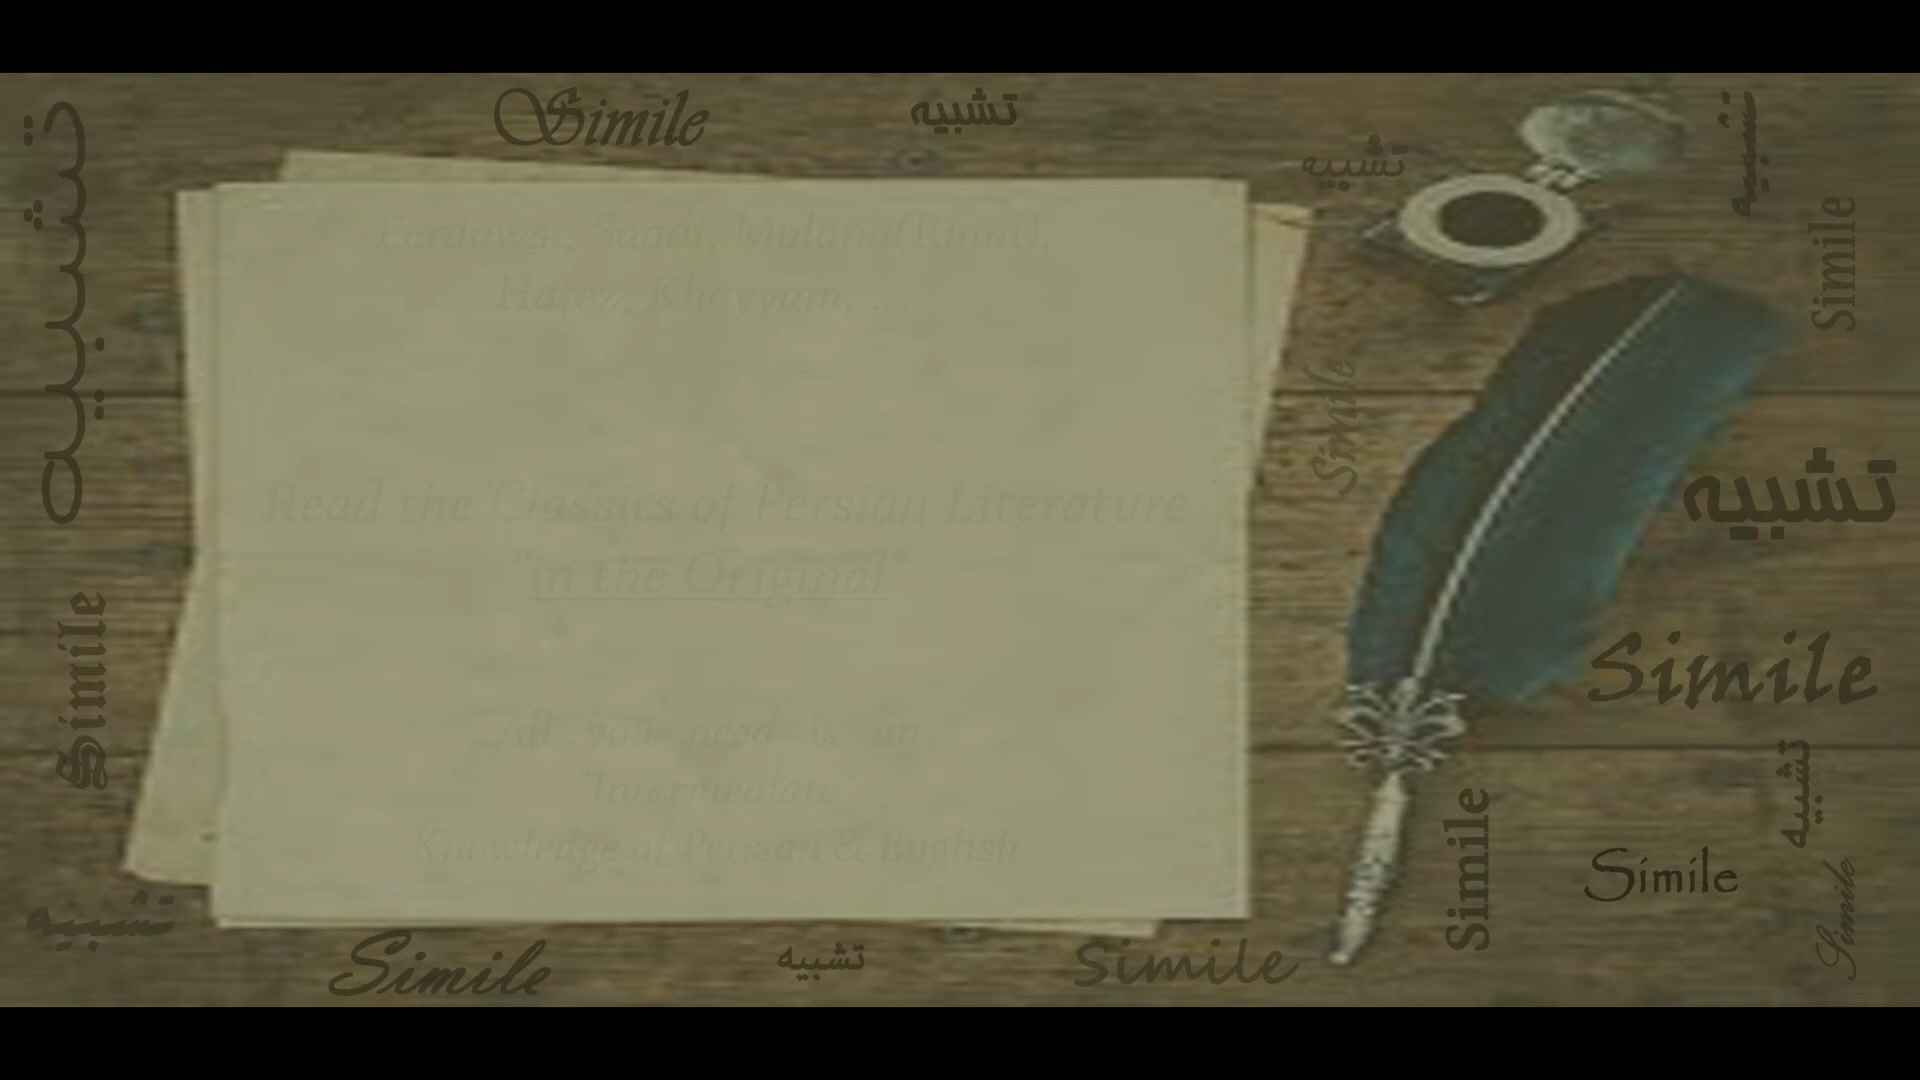 Simile
تشبیه
تشبیه
تشبیه
تشبیه
Simile
Ferdowsi, Saadi, Molana(Rumi),
Hafez, Khayyam, ...
Simile
تشبیه
Read the Classics of Persian Literature
"in the Original"
Simile
Simile
All you need is an
"Intermediate"
Knowledge of Persian & English
تشبیه
Simile
Simile
Simile
تشبیه
Simile
تشبیه
Simile